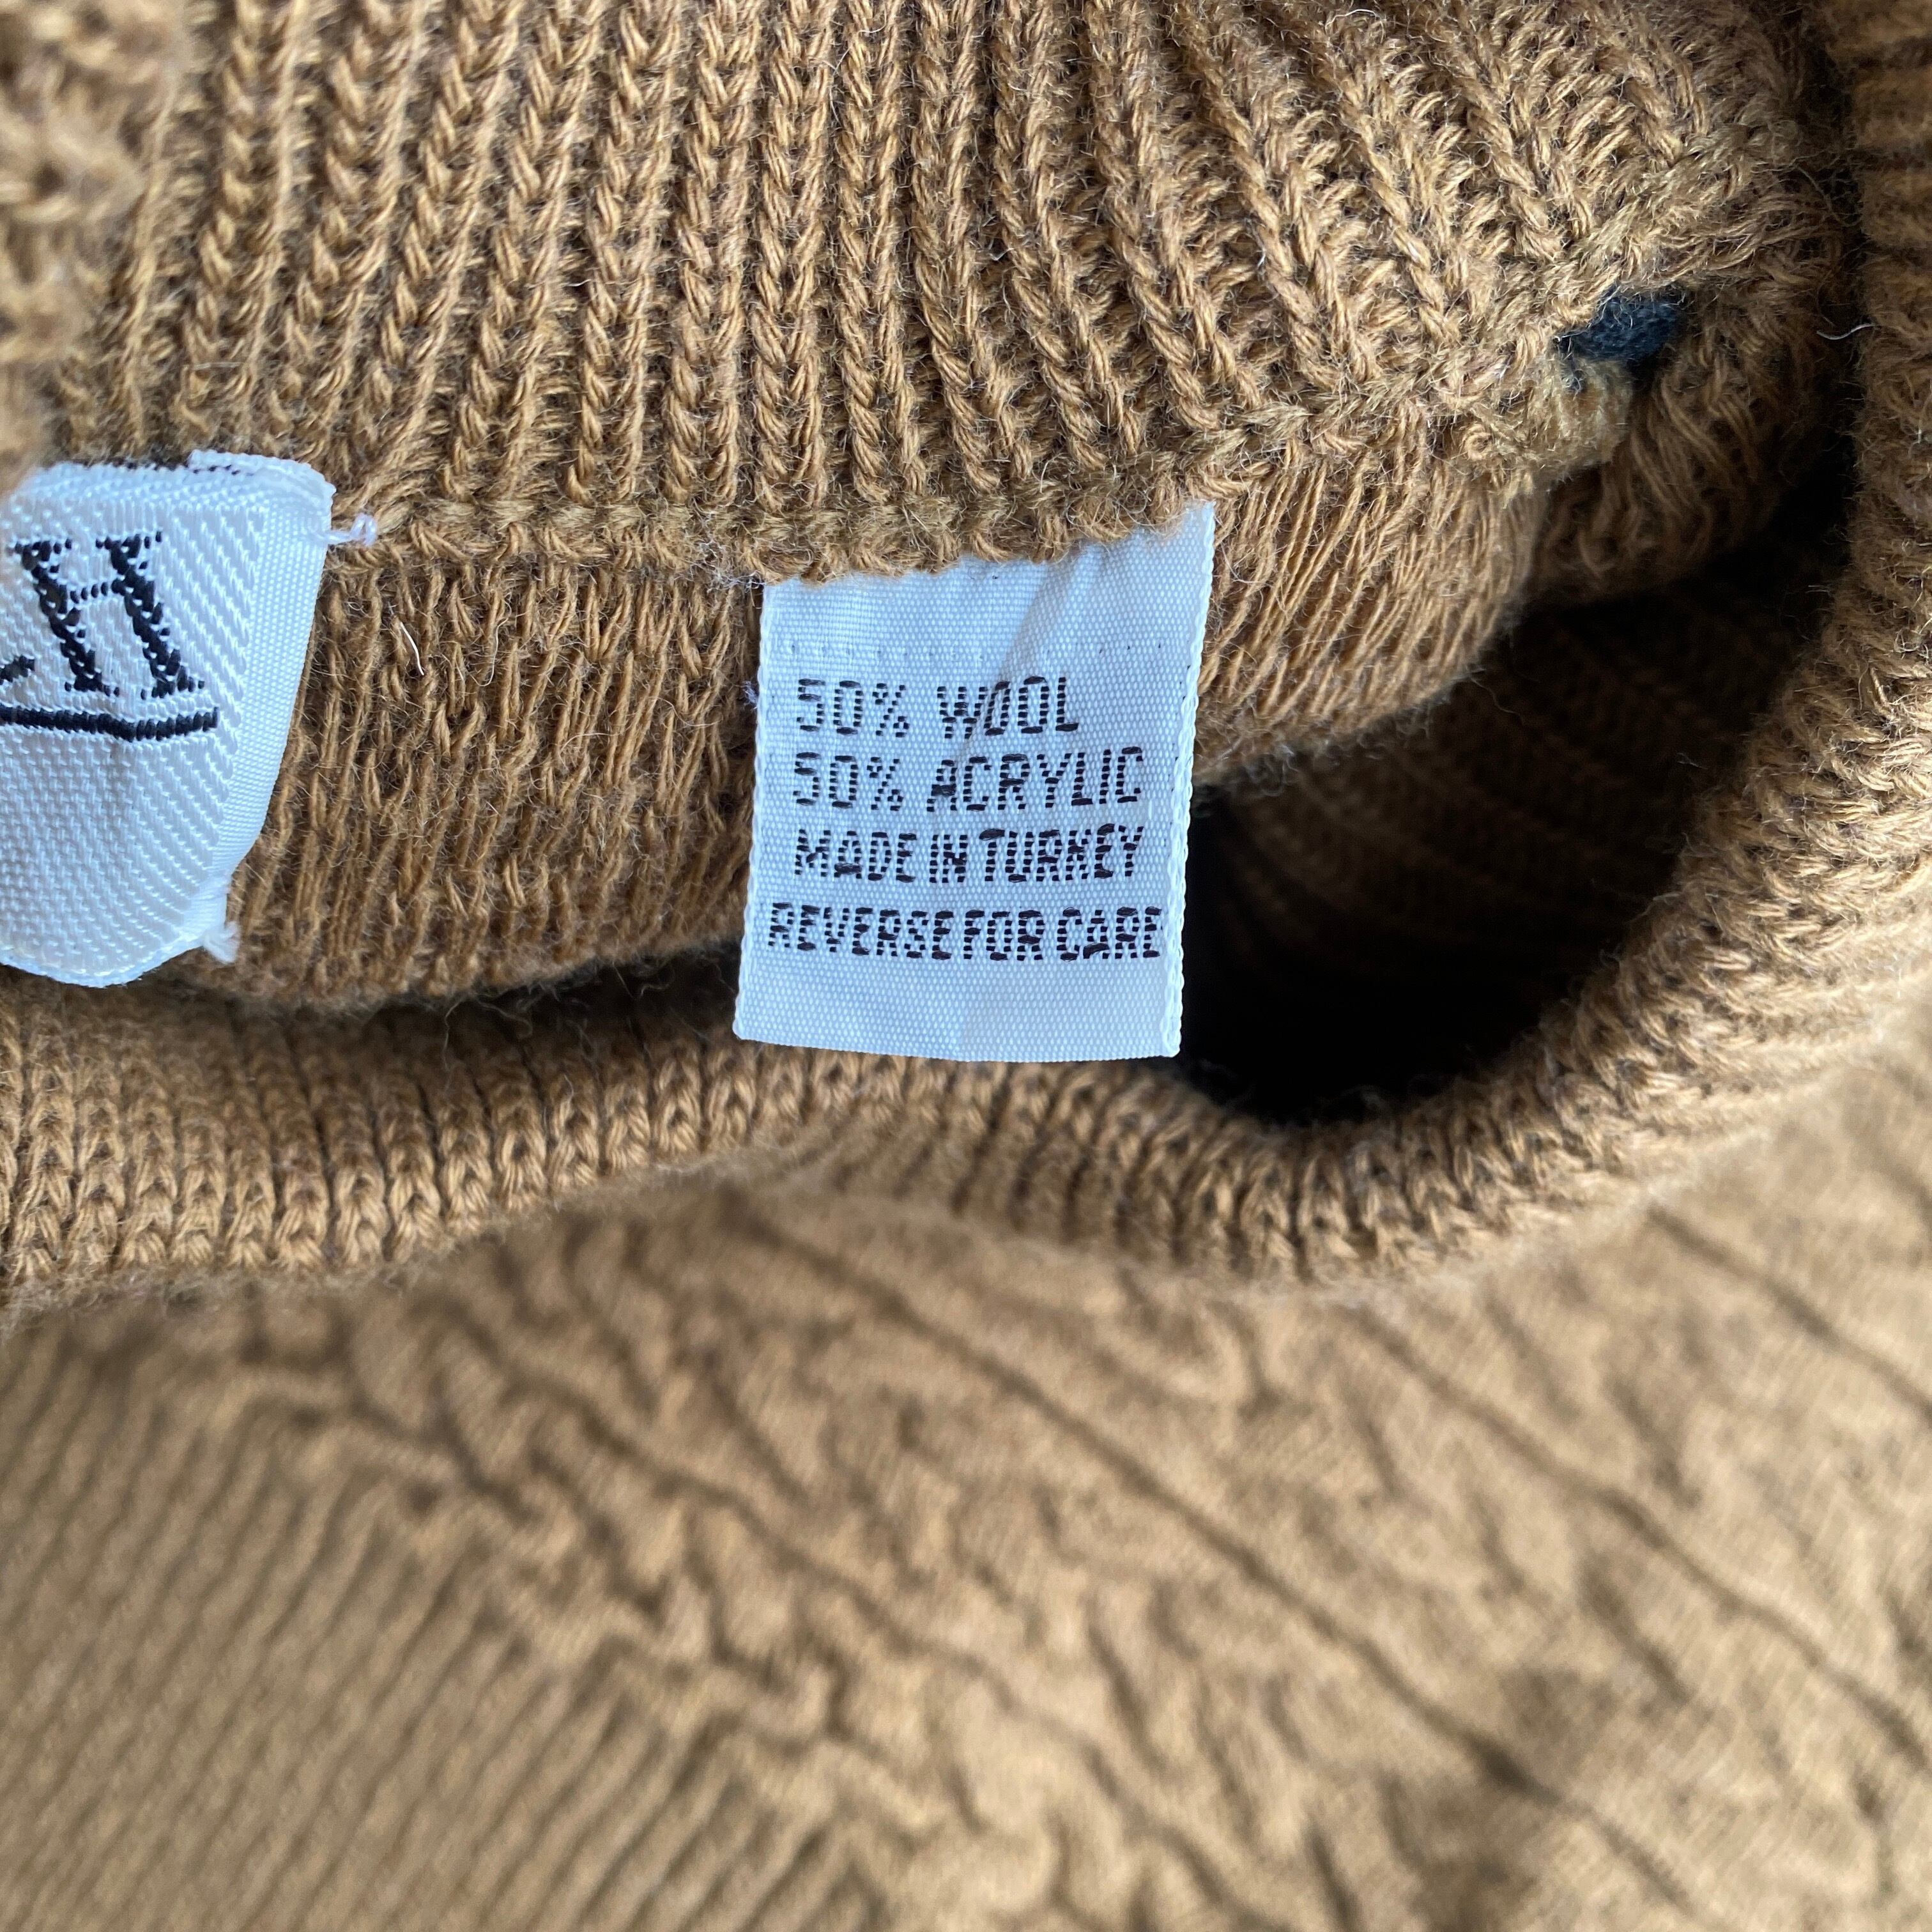 H
50% WOOL
50% ACRYLIC
MADE IN TURKEY
REVERSE FOR CARE